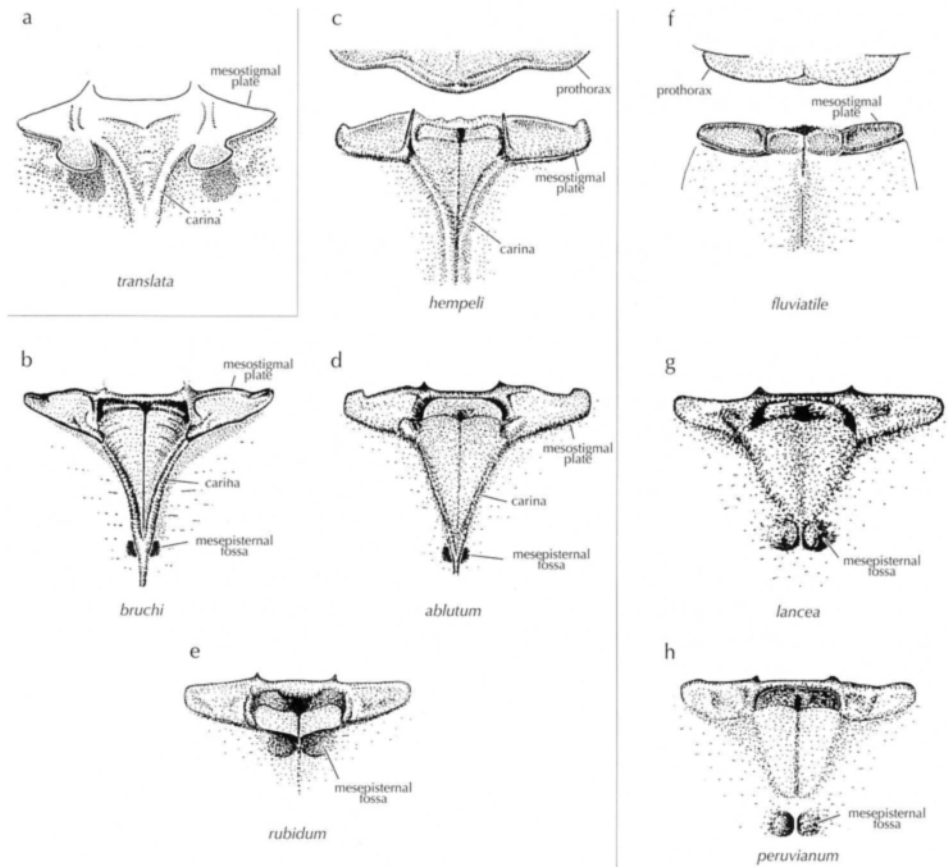 a
mesostigmal
plate
carina
translata
b
mesostigmal
plate
carina
mesepisternal
fossa
bruchi
c
prothorax
mesostigmal
plate
carina
hempeli
d
mesostigmal
plate
carina
mesepisternal
fossa
ablutum
e
mesepisternal
fossa
rubidum
f
prothorax
mesostigmal
plate
fluviatile
g
mesepisternal
fossa
lancea
h
mesepisternal
fossa
peruvianum